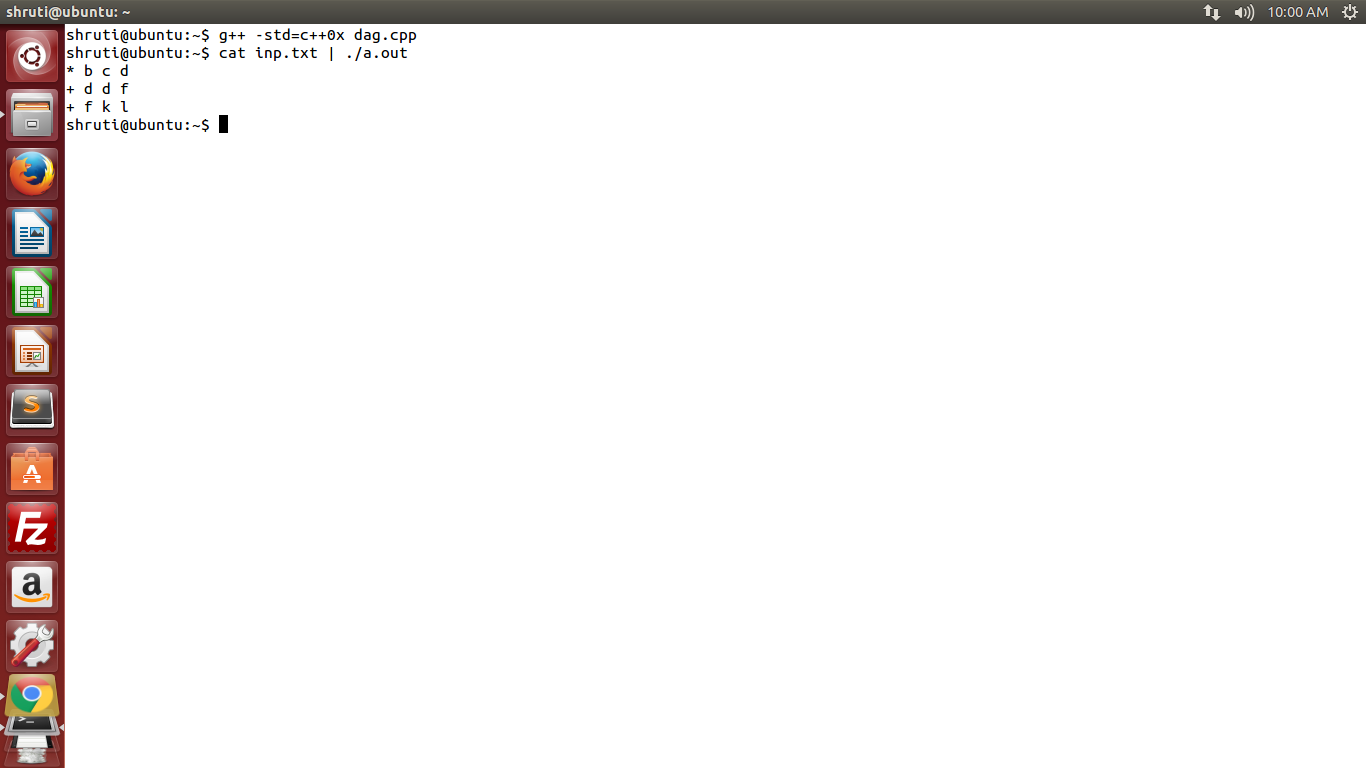 shruti@ubuntu: ~
10:00 AM
shruti@ubuntu:~$ g++ -std=c++0x dag.cpp
shruti@ubuntu:~$ cat inp.txt | ./a.out
* b c d
+ d d f
+ f k l
shruti@ubuntu:~$
S
A
Fz
a
>_